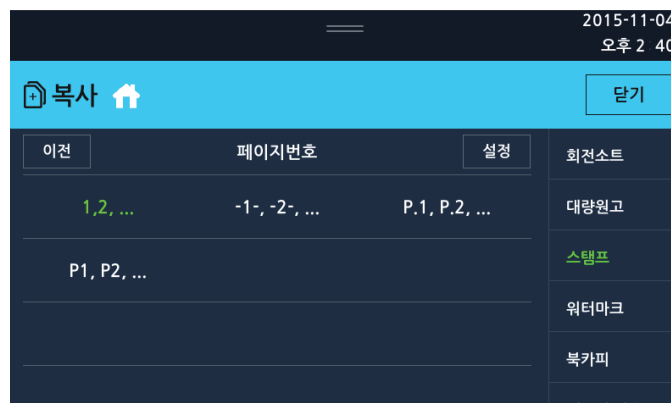 2015-11-04
오후 2 40
복사
닫기
이전 페이지번호 설정
1,2, ... -1-, -2-, ... P.1, P.2, ...
P1, P2, ...
회전소트
대량원고
스탬프
워터마크
북카피